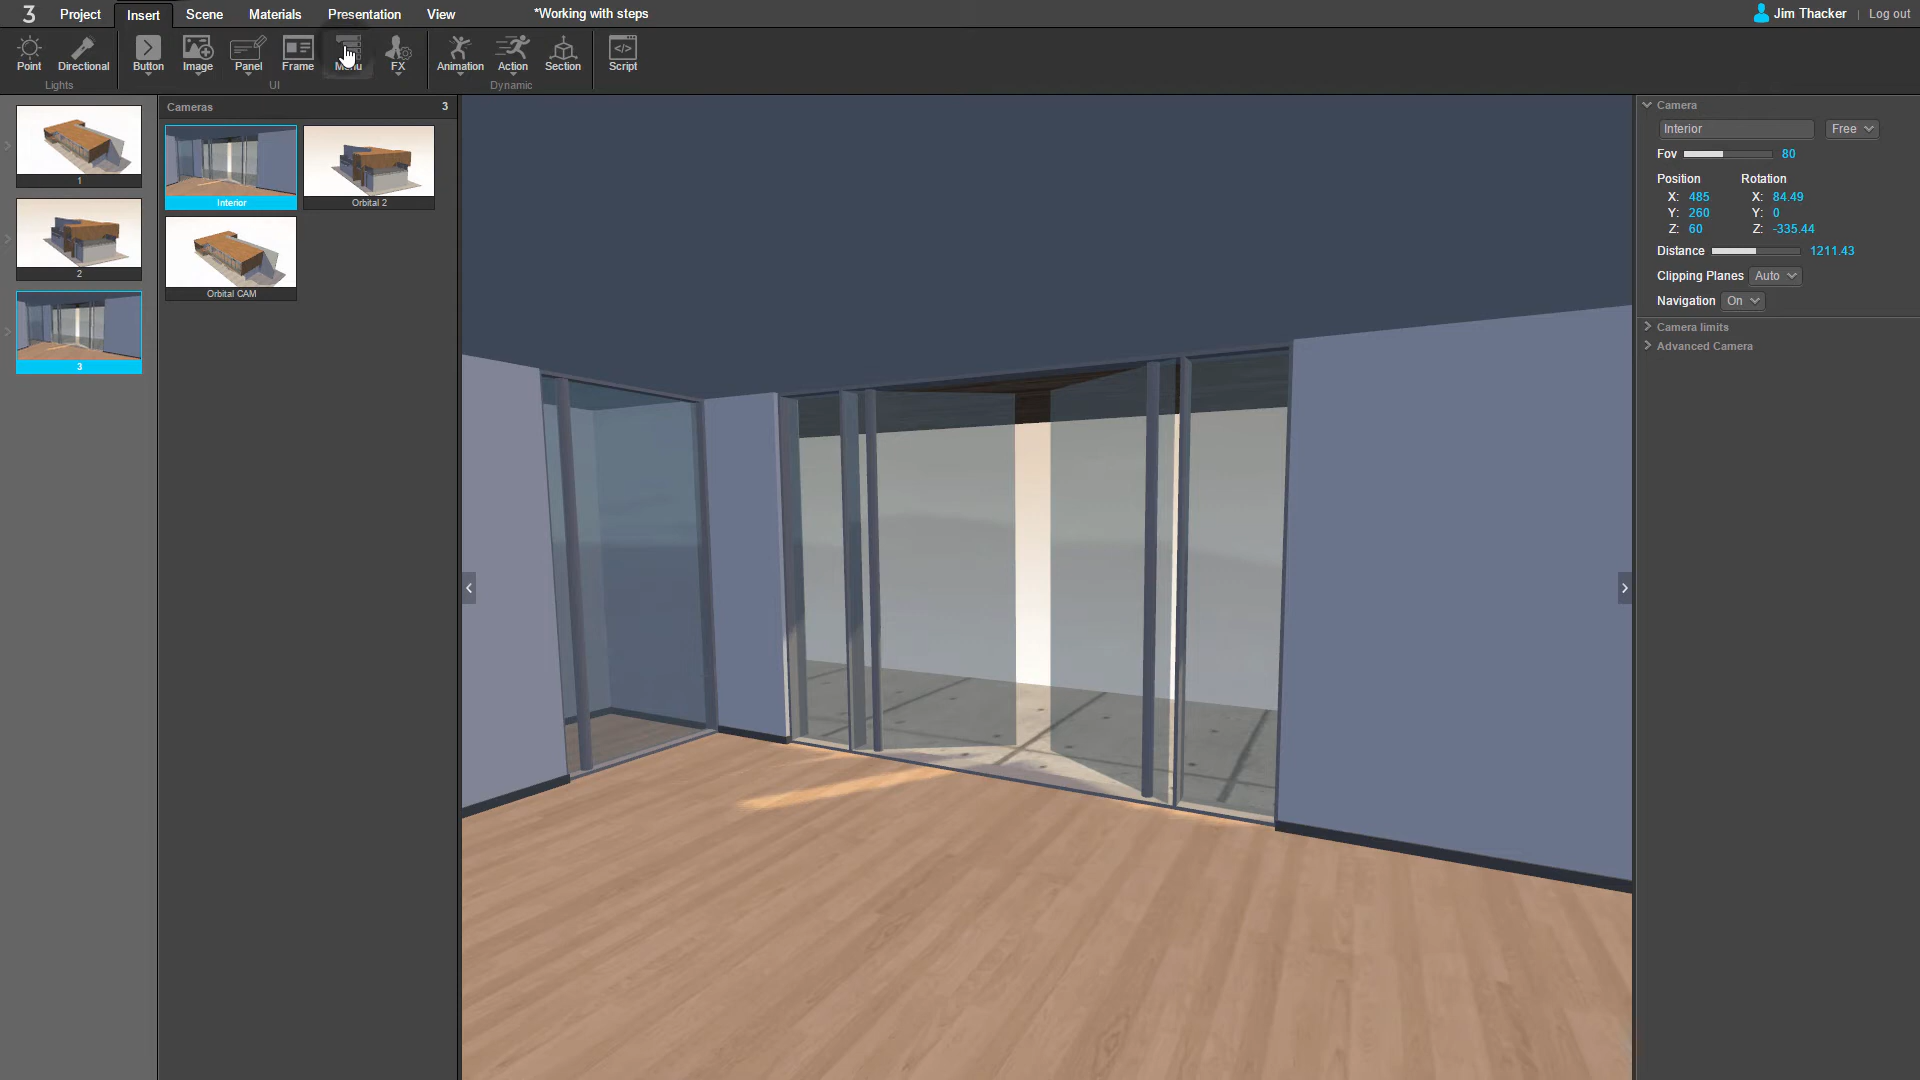 3 Project Insert Scene Materials Presentation View *Working with steps Jim Thacker | Log out
Point Directional Button Image Panel Frame Menu FX Animation Action Section Script
Lights UI Dynamic
Cameras 3
1
2
3
Interior Orbital 2
Orbital CAM
Camera
Interior Free
Fov 80
Position Rotation
X: 485 X: 84.49
Y: 260 Y: 0
Z: 60 Z: -335.44
Distance 1211.43
Clipping Planes Auto
Navigation On
Camera limits
Advanced Camera